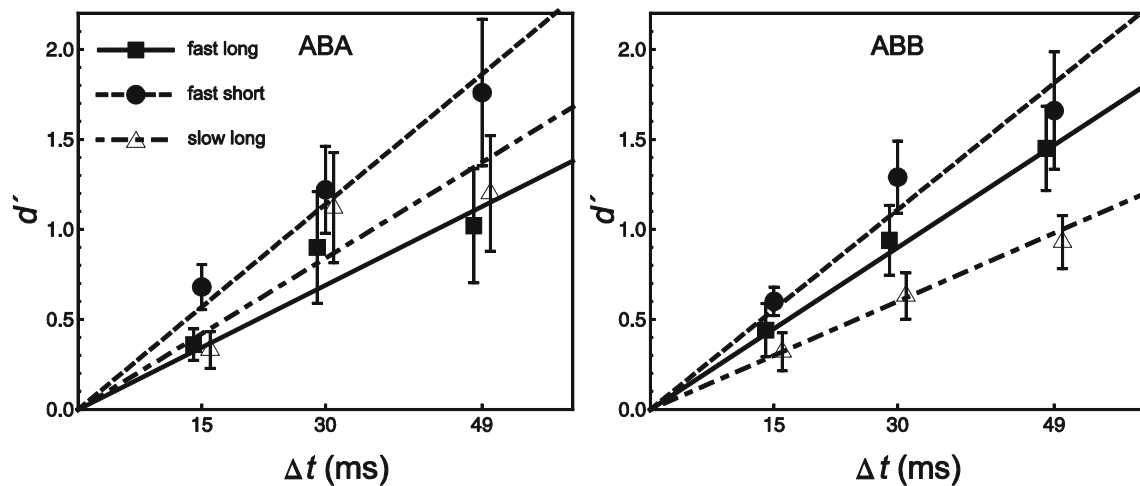 ABA
fast long
fast short
slow long
d´
2.0
1.5
1.0
0.5
0.0
15 30 49
Δt (ms)
ABB
d´
2.0
1.5
1.0
0.5
0.0
15 30 49
Δt (ms)